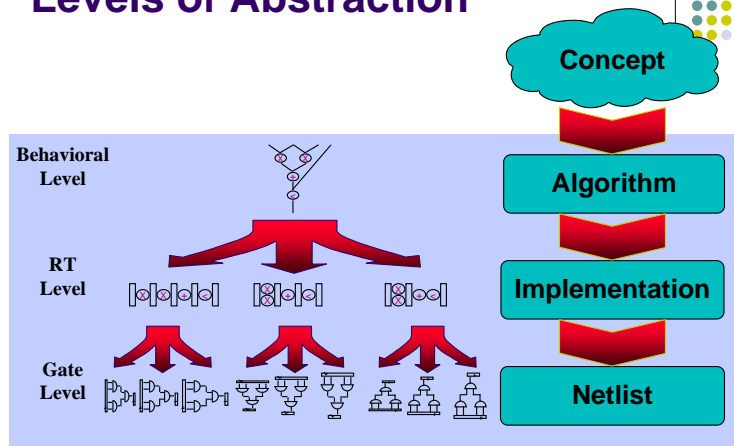 Levels of Abstraction
Concept
Behavioral
Level
Algorithm
RT
Level
Implementation
Gate
Level
Netlist